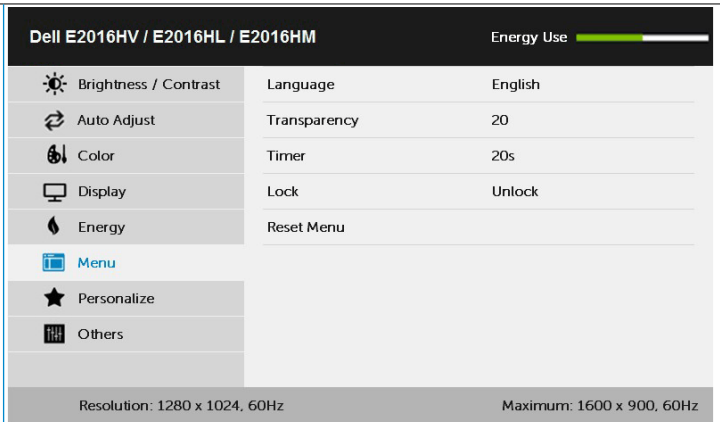 Dell E2016HV / E2016HL / E2016HM Energy Use
Brightness / Contrast Language English
Auto Adjust Transparency 20
Color Timer 20s
Display Lock Unlock
Energy Reset Menu
Menu
Personalize
Others
Resolution: 1280 x 1024, 60Hz Maximum: 1600 x 900, 60Hz